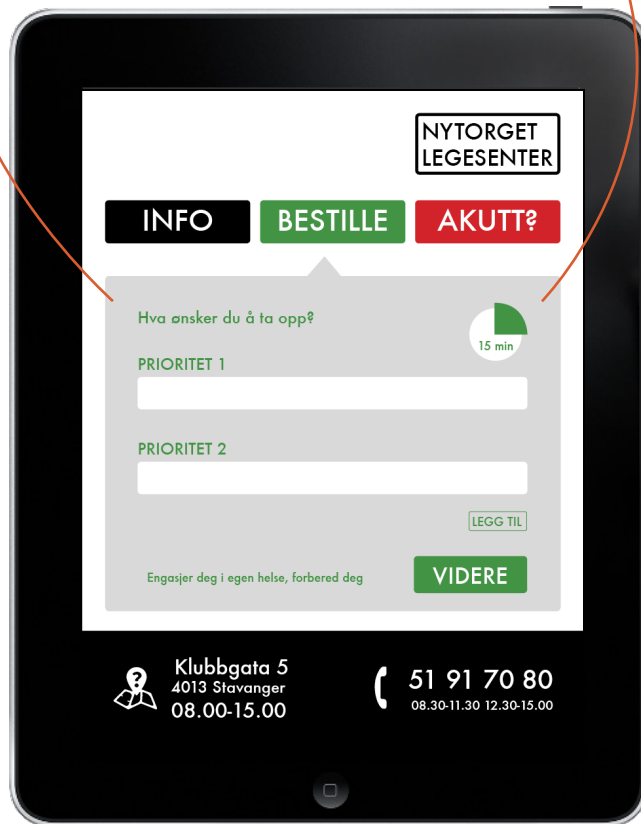 NYTORGET
LEGESENTER
INFO
BESTILLE
AKUTT?
Hva ønsker du å ta opp?
15 min
PRIORITET 1
PRIORITET 2
LEGG TIL
Engasjer deg i egen helse, forbered deg
VIDERE
Klubbgata 5
4013 Stavanger
08.00-15.00
51 91 70 80
08.30-11.30 12.30-15.00